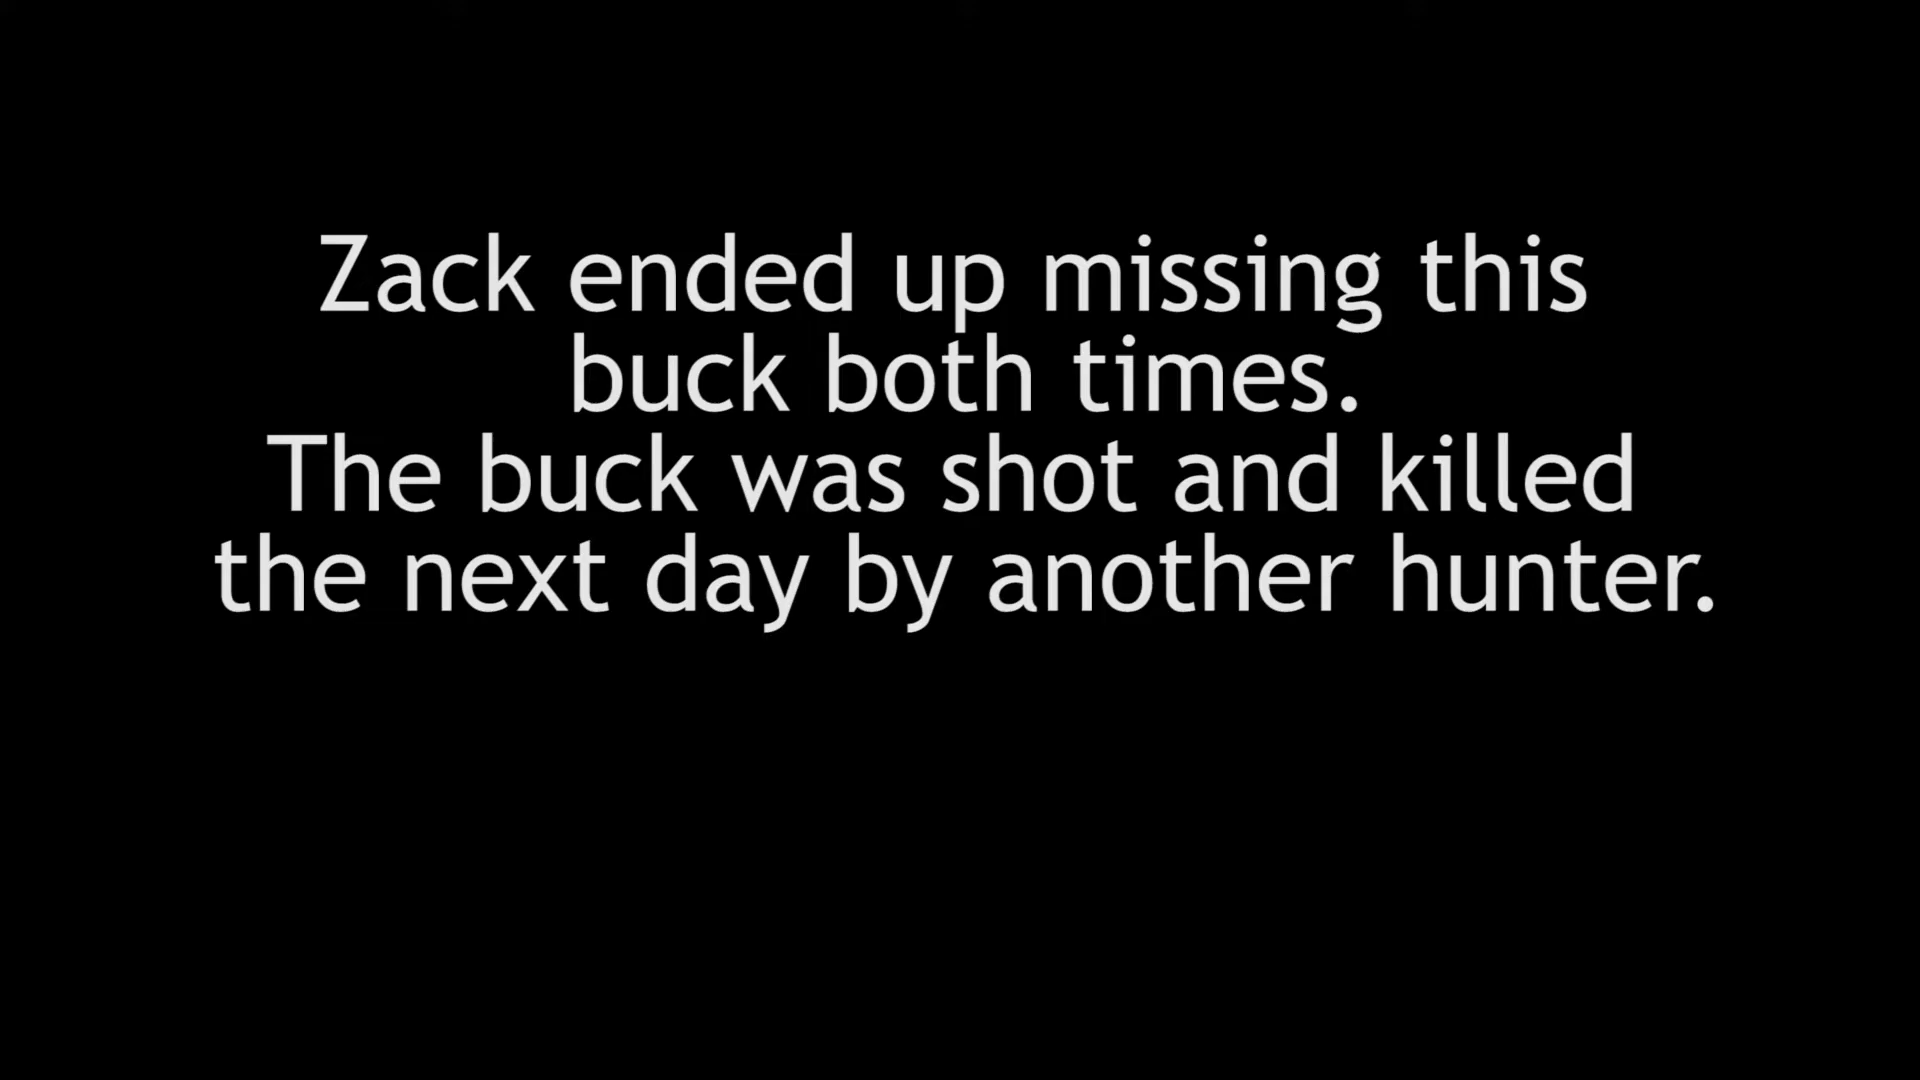 Zack ended up missing this
buck both times.
The buck was shot and killed
the next day by another hunter.